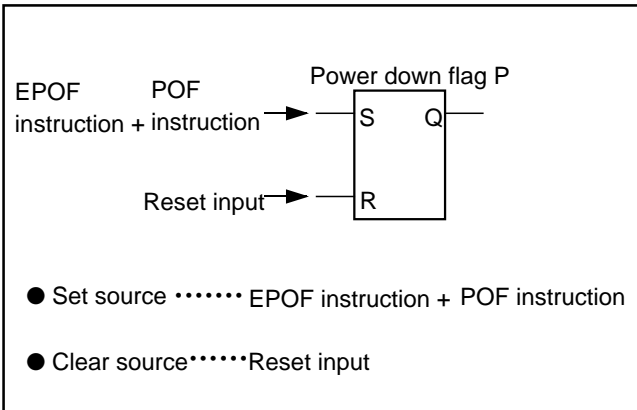 Power down flag P
EPOF instruction + POF instruction
S Q
Reset input R
● Set source ······· EPOF instruction + POF instruction
● Clear source ······ Reset input